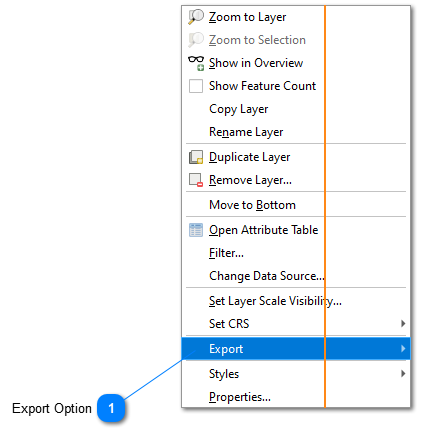 Zoom to Layer
Zoom to Selection
Show in Overview
Show Feature Count
Copy Layer
Rename Layer
Duplicate Layer
Remove Layer...
Move to Bottom
Open Attribute Table
Filter...
Change Data Source...
Set Layer Scale Visibility...
Set CRS
Export
Styles
Properties...
Export Option 1